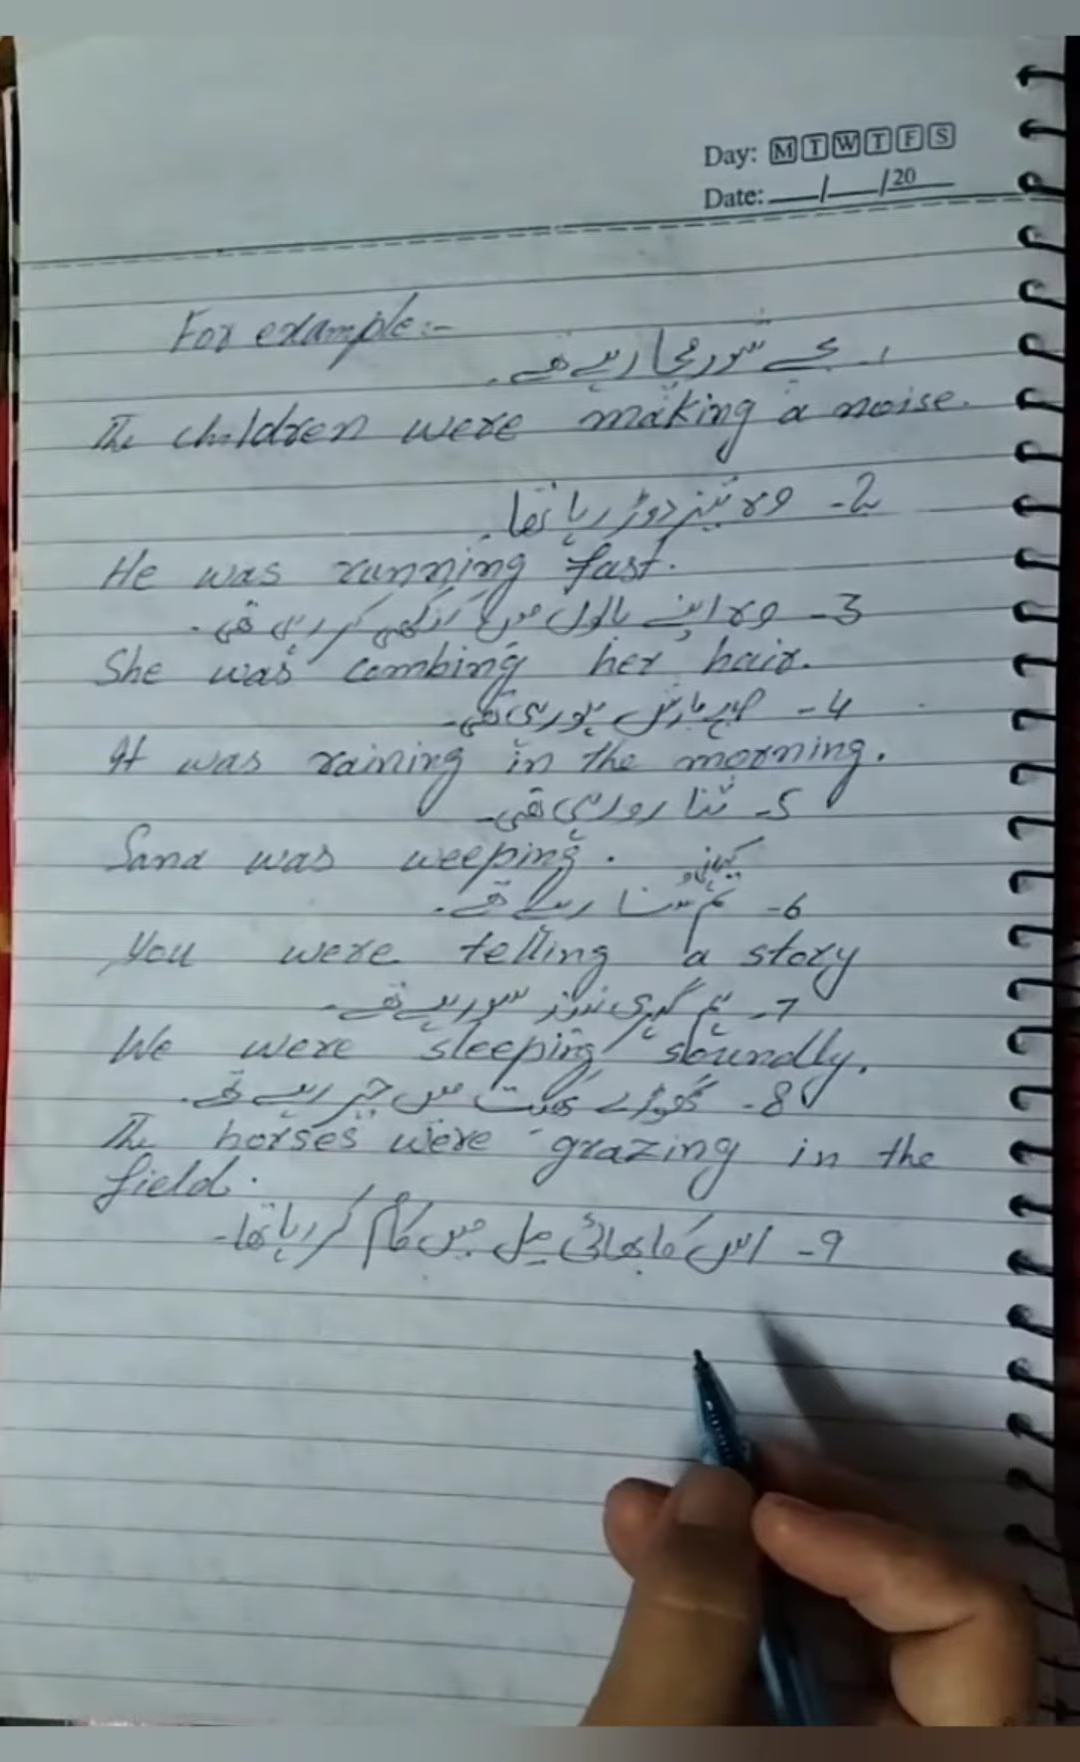 Day: M T W T F S
Date: ___/___/20___
For example:-
1. بچے شور مچا رہے تھے۔
The children were making a noise.
2- وہ تیز دوڑ رہا تھا۔
He was running fast.
3- وہ اپنے بالوں میں کنگھی کر رہی تھی۔
She was combing her hair.
4- صبح بارش ہو رہی تھی۔
It was raining in the morning.
5- ثنا رو رہی تھی۔
Sana was weeping.
6- تم کہانی سنا رہے تھے۔
You were telling a story
7- ہم گہری نیند سو رہے تھے۔
We were sleeping soundly.
8- گھوڑے کھیت میں چر رہے تھے۔
The horses were grazing in the
field.
9- اس کا بھائی مل میں کام کر رہا تھا۔